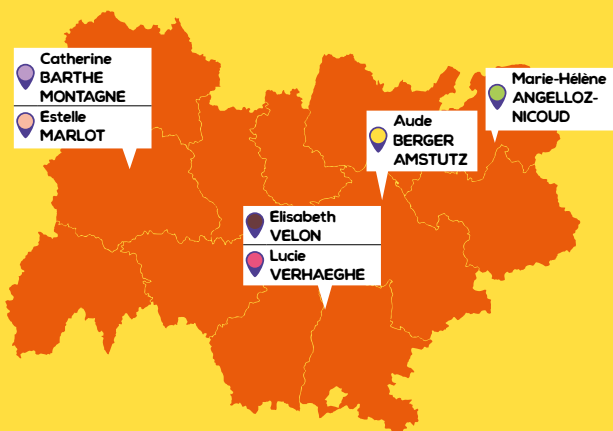 Catherine
BARTHE
MONTAGNE
Estelle
MARLOT
Marie-Hélène
ANGELLOZ-
NICOUD
Aude
BERGER
AMSTUTZ
Elisabeth
VELON
Lucie
VERHAEGHE